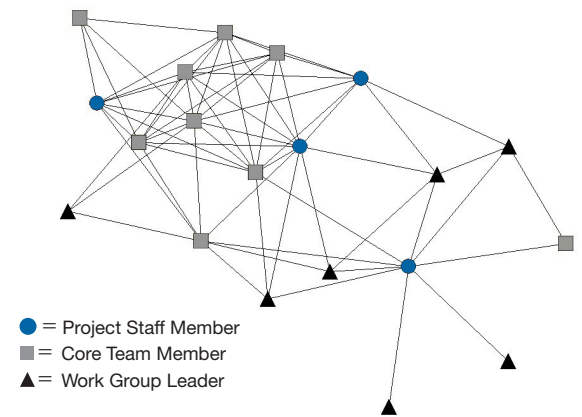 = Project Staff Member
= Core Team Member
= Work Group Leader